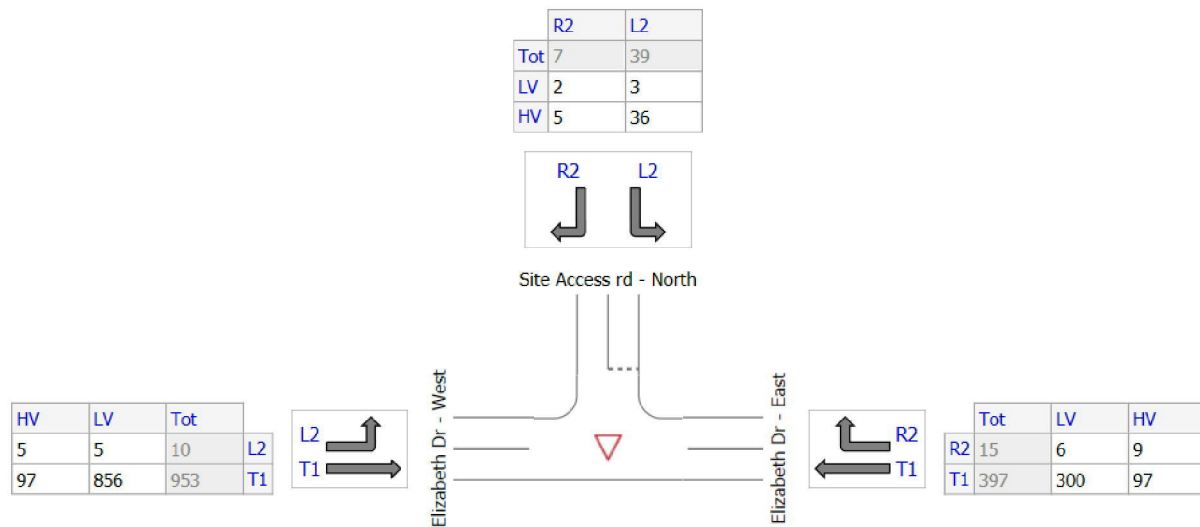 R2 L2
Tot 7 39
LV 2 3
HV 5 36
R2 L2
Site Access rd - North
Elizabeth Dr - West
Elizabeth Dr - East
HV LV Tot
5 5 10 L2
97 856 953 T1
L2
T1
R2
T1
Tot LV HV
R2 15 6 9
T1 397 300 97